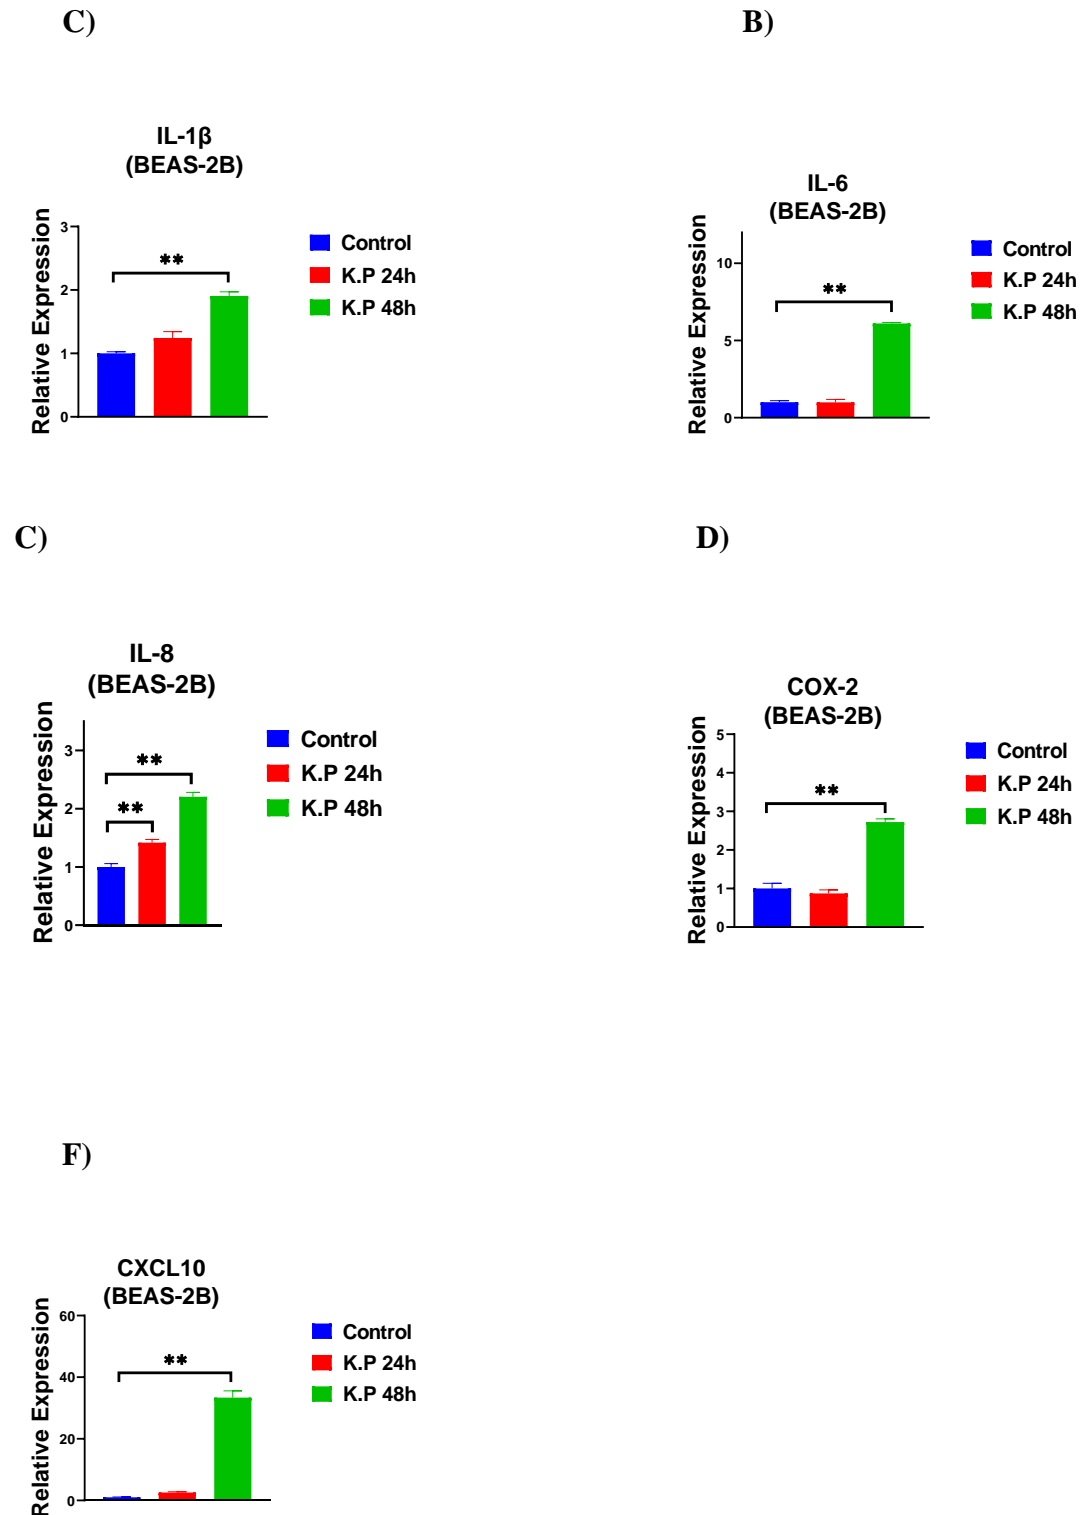 C)
IL-1β
(BEAS-2B)
Relative Expression
3
2
1
0
**
Control
K.P 24h
K.P 48h
B)
IL-6
(BEAS-2B)
Relative Expression
10
5
0
**
Control
K.P 24h
K.P 48h
C)
IL-8
(BEAS-2B)
Relative Expression
3
2
1
0
**
**
Control
K.P 24h
K.P 48h
D)
COX-2
(BEAS-2B)
Relative Expression
5
4
3
2
1
0
**
Control
K.P 24h
K.P 48h
F)
CXCL10
(BEAS-2B)
Relative Expression
60
40
20
0
**
Control
K.P 24h
K.P 48h